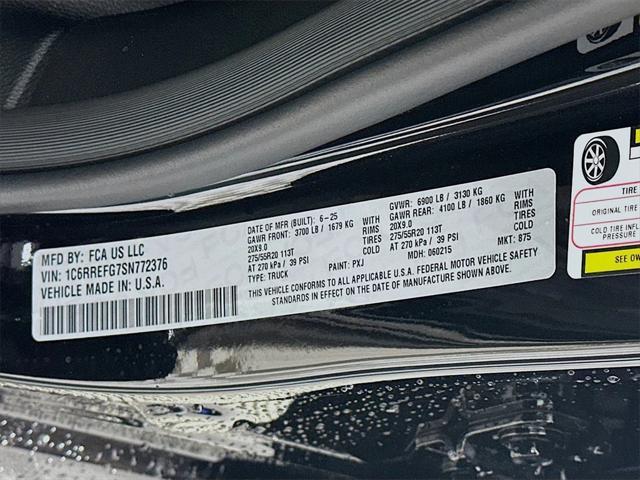 MFD BY: FCA US LLC
VIN: 1C6RREFG7SN772376
VEHICLE MADE IN U.S.A.
DATE OF MFR (BUILT): 6-25
GAWR FRONT: 3700 LB / 1679 KG WITH
20X9.0 RIMS
275/55R20 113T TIRES
AT 270 kPa / 39 PSI COLD
TYPE: TRUCK PAINT: PXJ
GVWR: 6900 LB / 3130 KG
GAWR REAR: 4100 LB / 1860 KG WITH
20X9.0 RIMS
275/55R20 113T TIRES
AT 270 kPa / 39 PSI COLD
MDH: 060215 MKT: 875
THIS VEHICLE CONFORMS TO ALL APPLICABLE U.S.A. FEDERAL MOTOR VEHICLE SAFETY
STANDARDS IN EFFECT ON THE DATE OF MANUFACTURE SHOWN ABOVE
TIRE
ORIGINAL TIRE
COLD TIRE INFL
PRESSURE
SEE